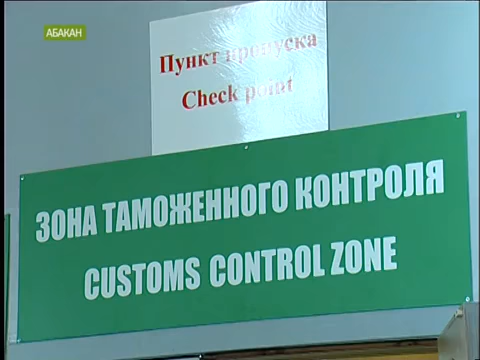 АБАКАН
Пункт пропуска
Check point
ЗОНА ТАМОЖЕННОГО КОНТРОЛЯ
CUSTOMS CONTROL ZONE